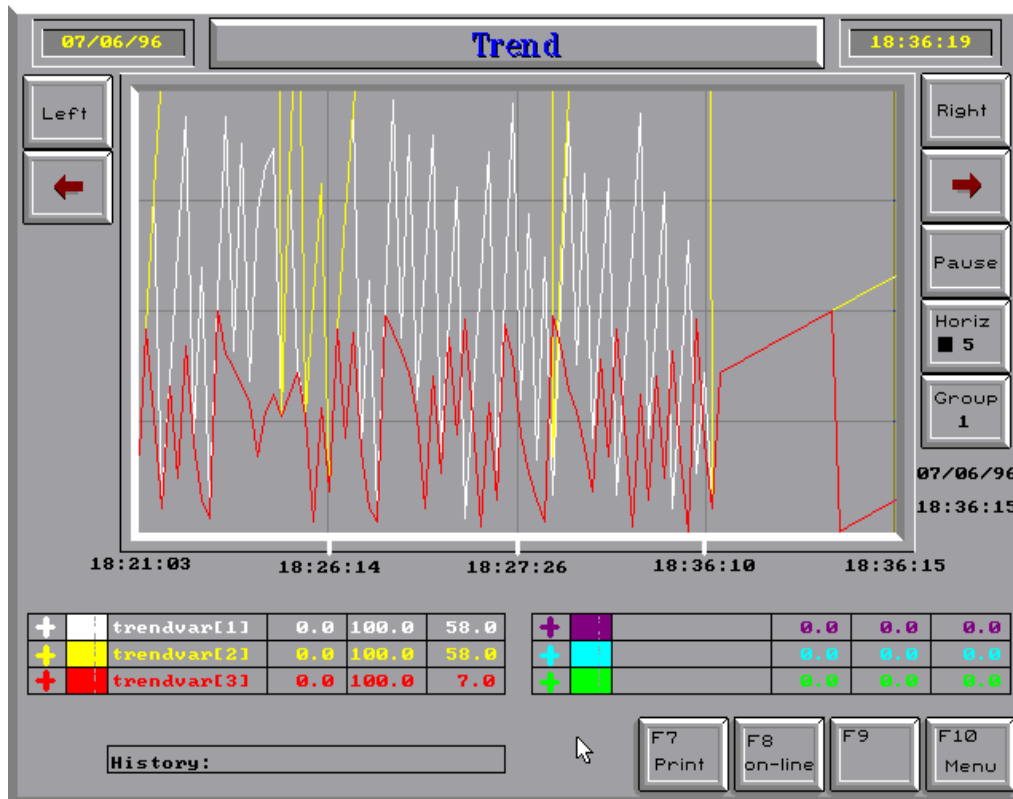 07/06/96 Trend 18:36:19
Left Right
Pause
Horiz
5
Group
1
07/06/96
18:36:15
18:21:03 18:26:14 18:27:26 18:36:10 18:36:15
trendvar[1] 0.0 100.0 58.0 0.0 0.0 0.0
trendvar[2] 0.0 100.0 58.0 0.0 0.0 0.0
trendvar[3] 0.0 100.0 7.0 0.0 0.0 0.0
F7 F8 F9 F10
Print on-line Menu
History: